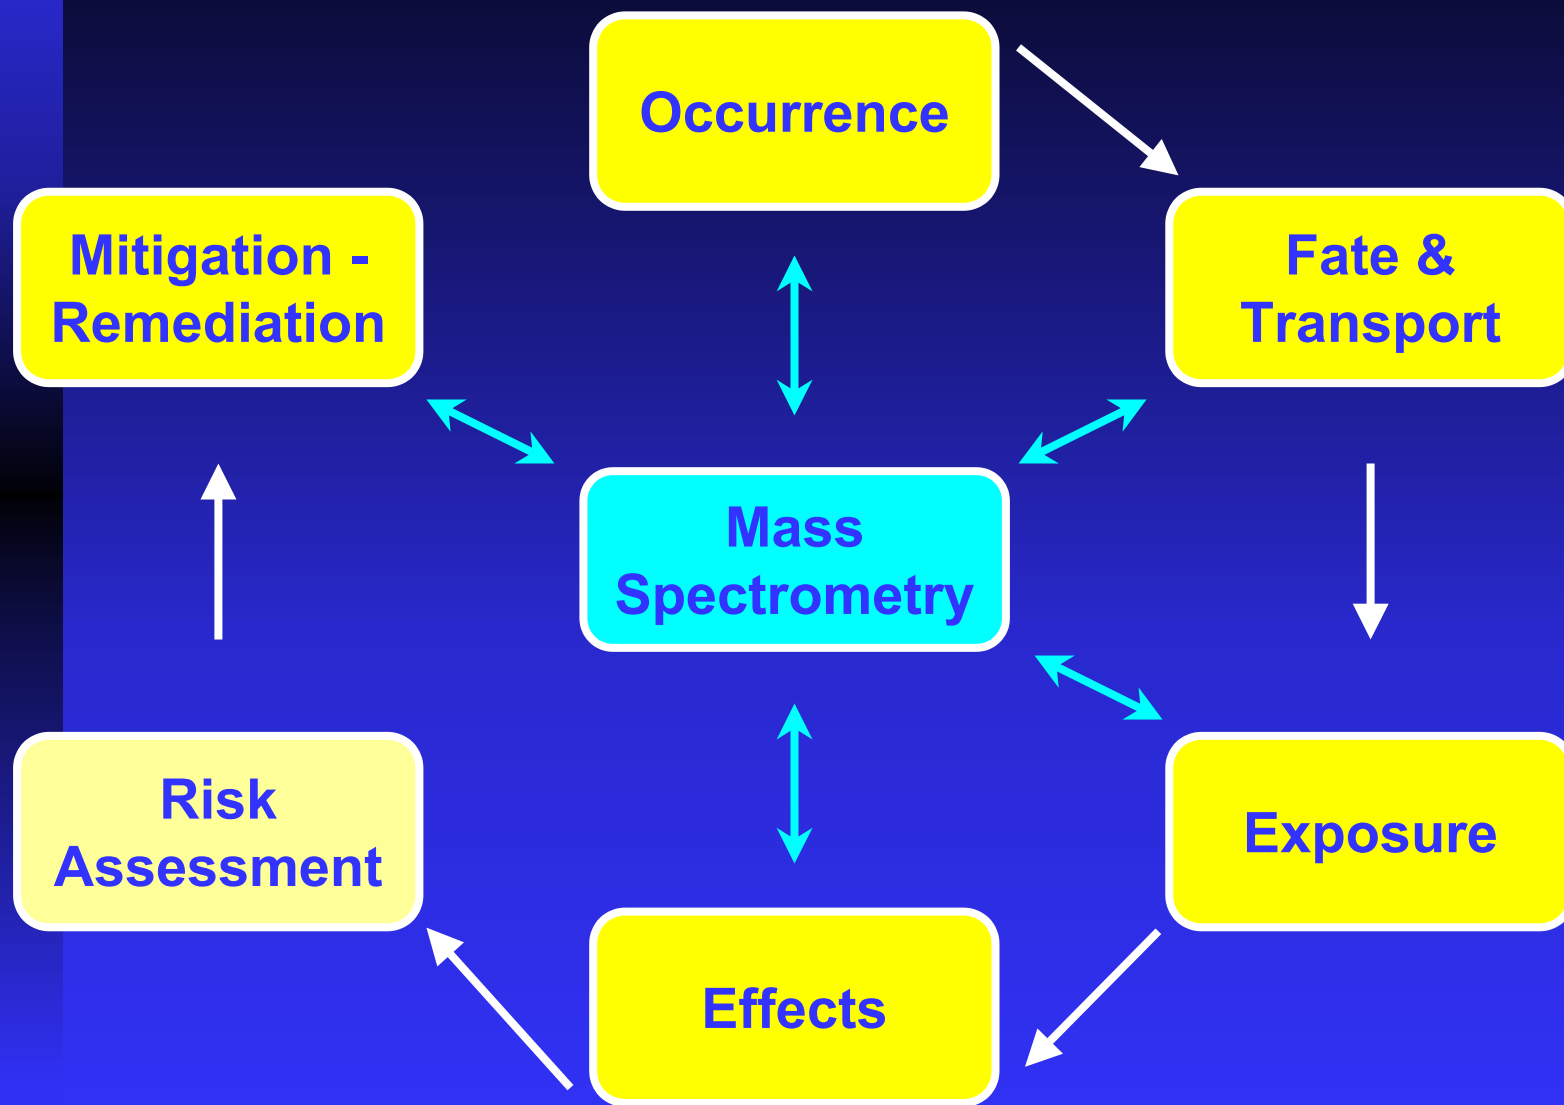 Occurrence
Mitigation -
Remediation
Fate &
Transport
Mass
Spectrometry
Risk
Assessment
Exposure
Effects